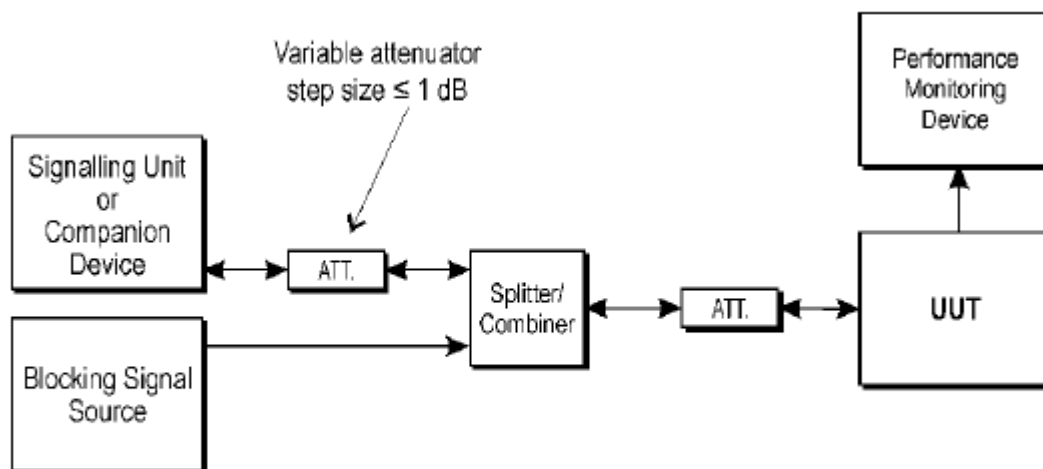 Variable attenuator
step size ≤ 1 dB
Performance
Monitoring
Device
Signalling Unit
or
Companion
Device
ATT.
Splitter/
Combiner
ATT.
UUT
Blocking Signal
Source